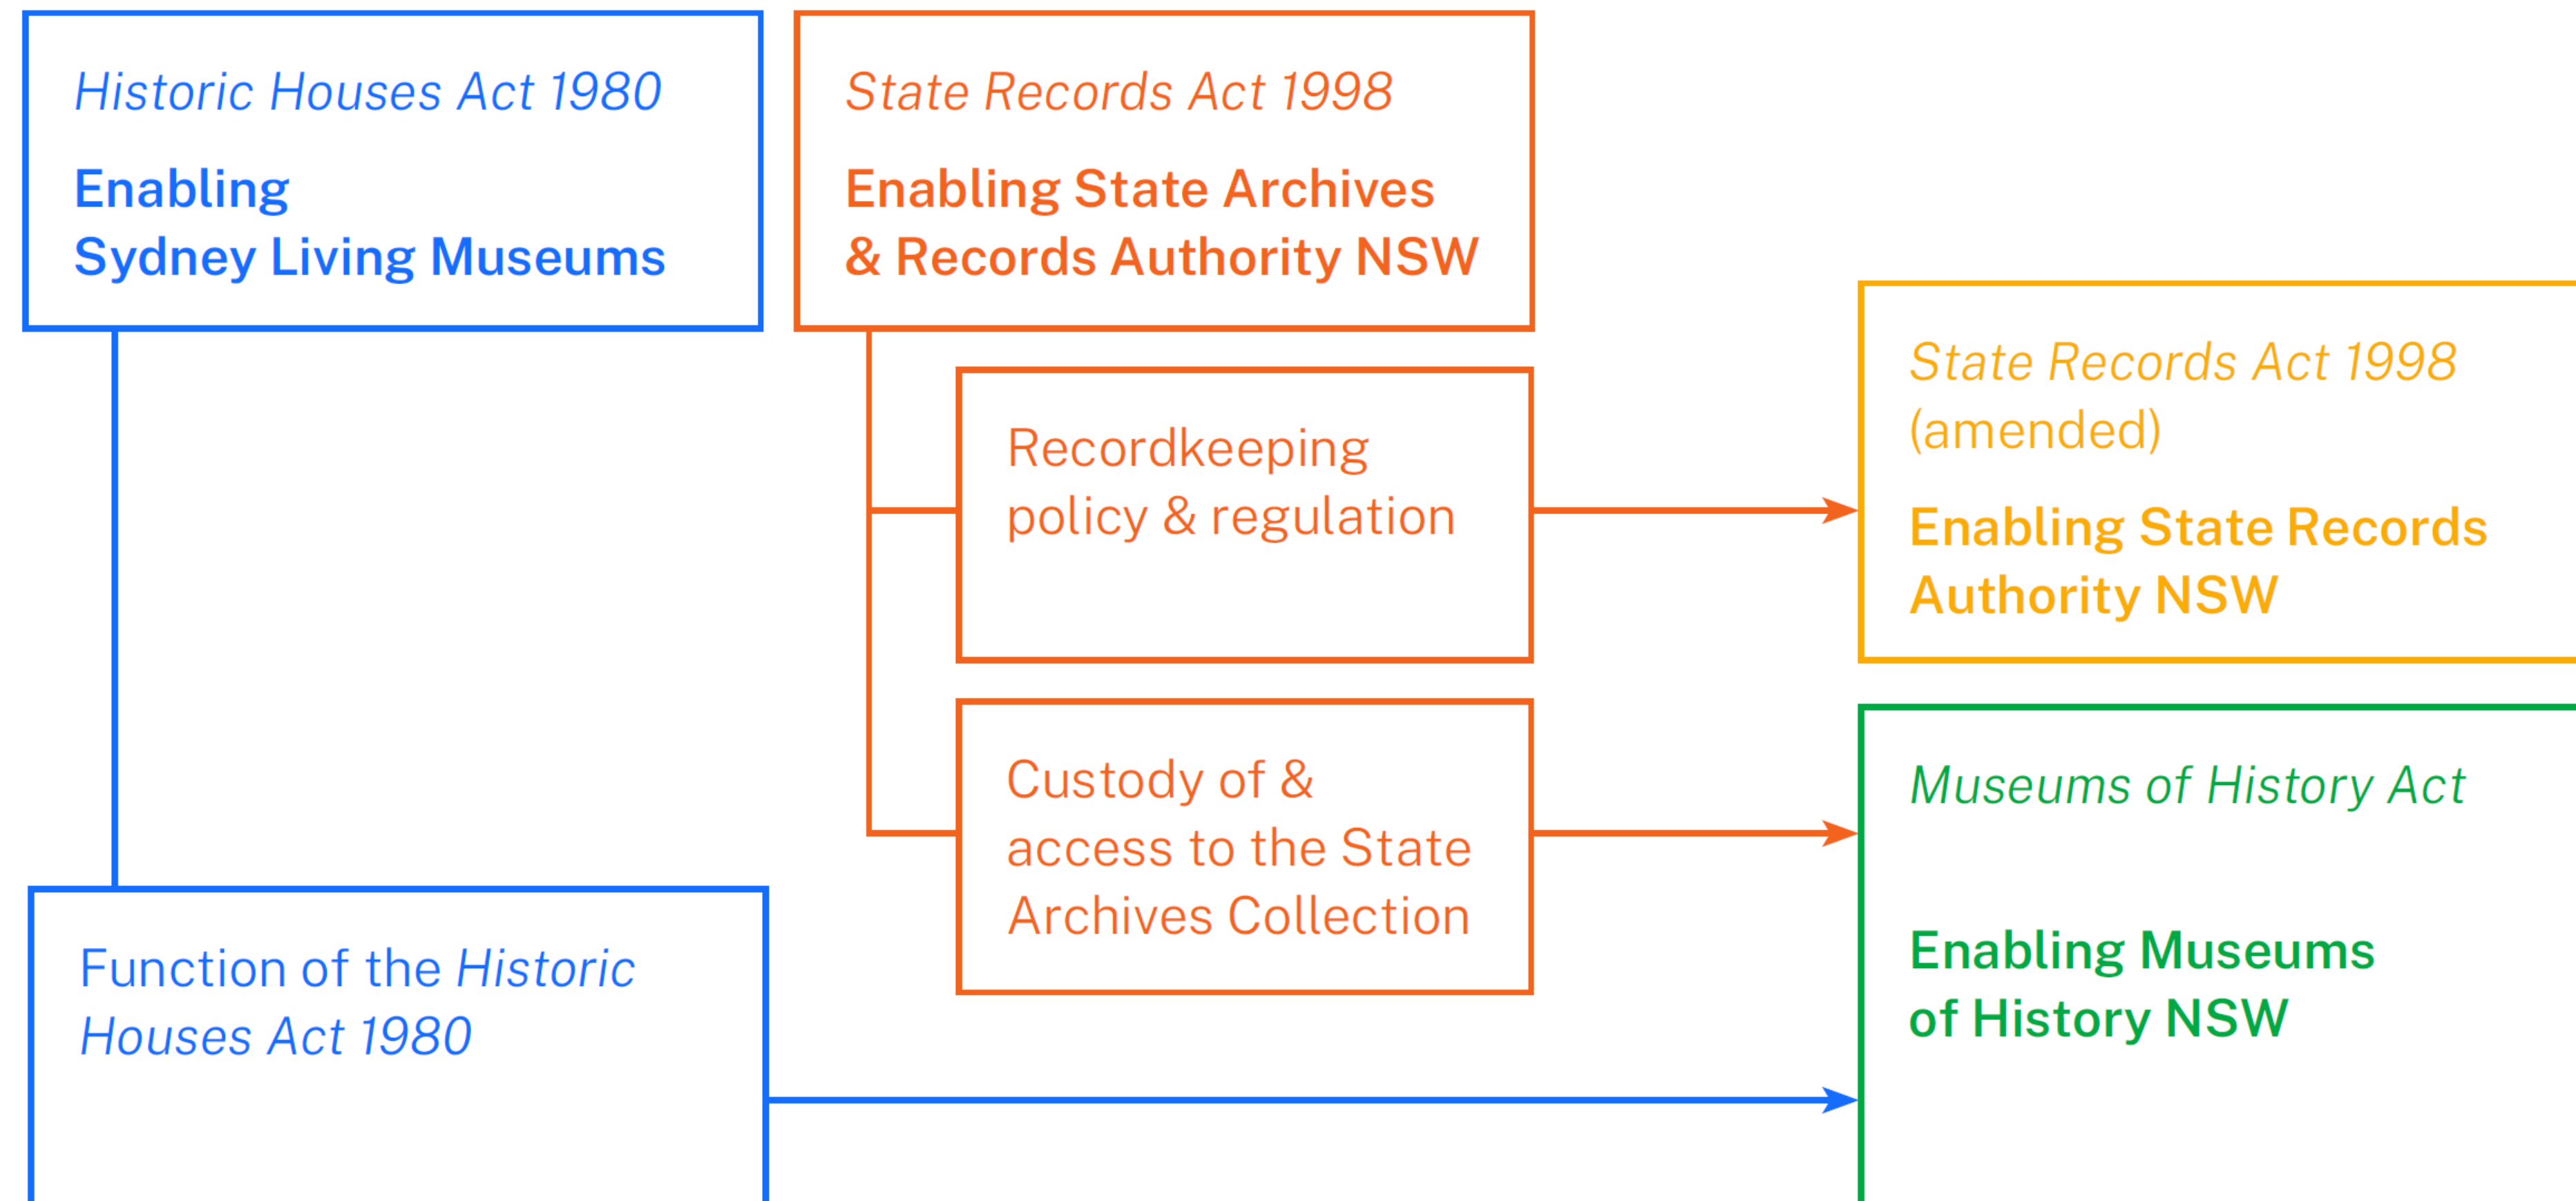 Historic Houses Act 1980
Enabling
Sydney Living Museums
State Records Act 1998
Enabling State Archives
& Records Authority NSW
Recordkeeping
policy & regulation
Custody of &
access to the State
Archives Collection
Function of the Historic
Houses Act 1980
State Records Act 1998
(amended)
Enabling State Records
Authority NSW
Museums of History Act
Enabling Museums
of History NSW